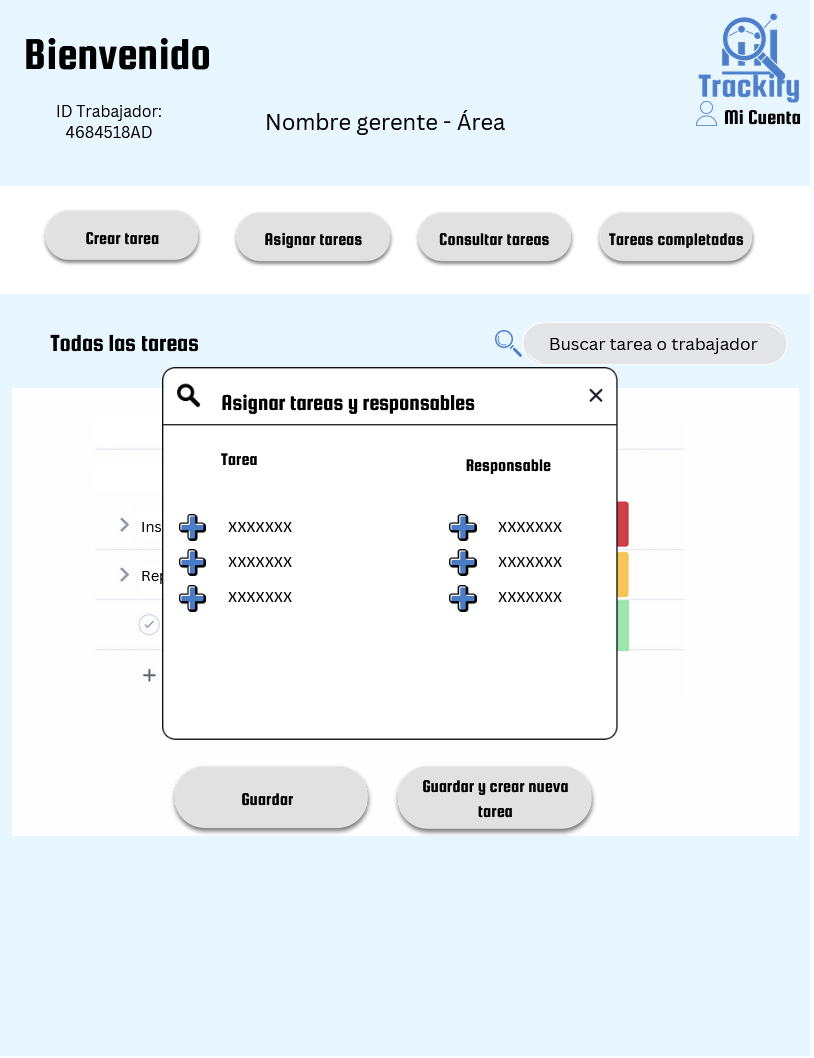 Bienvenido
Trackify
ID Trabajador:
4684518AD
Nombre gerente - Área
Mi Cuenta
Crear tarea
Asignar tareas
Consultar tareas
Tareas completadas
Todas las tareas
Buscar tarea o trabajador
Asignar tareas y responsables
Tarea
Responsable
Ins
XXXXXXX
XXXXXXX
XXXXXXX
XXXXXXX
Rep
XXXXXXX
XXXXXXX
Guardar
Guardar y crear nueva
tarea